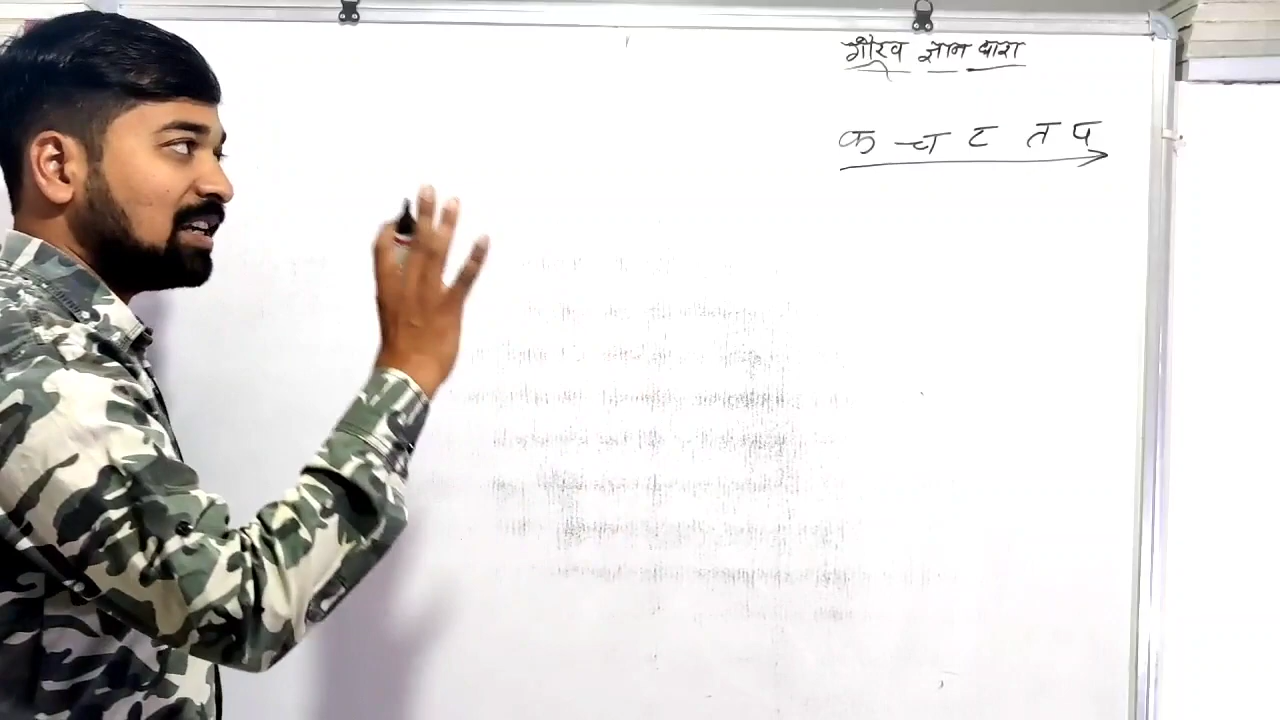 गौरव ज्ञान धारा
क च ट त प